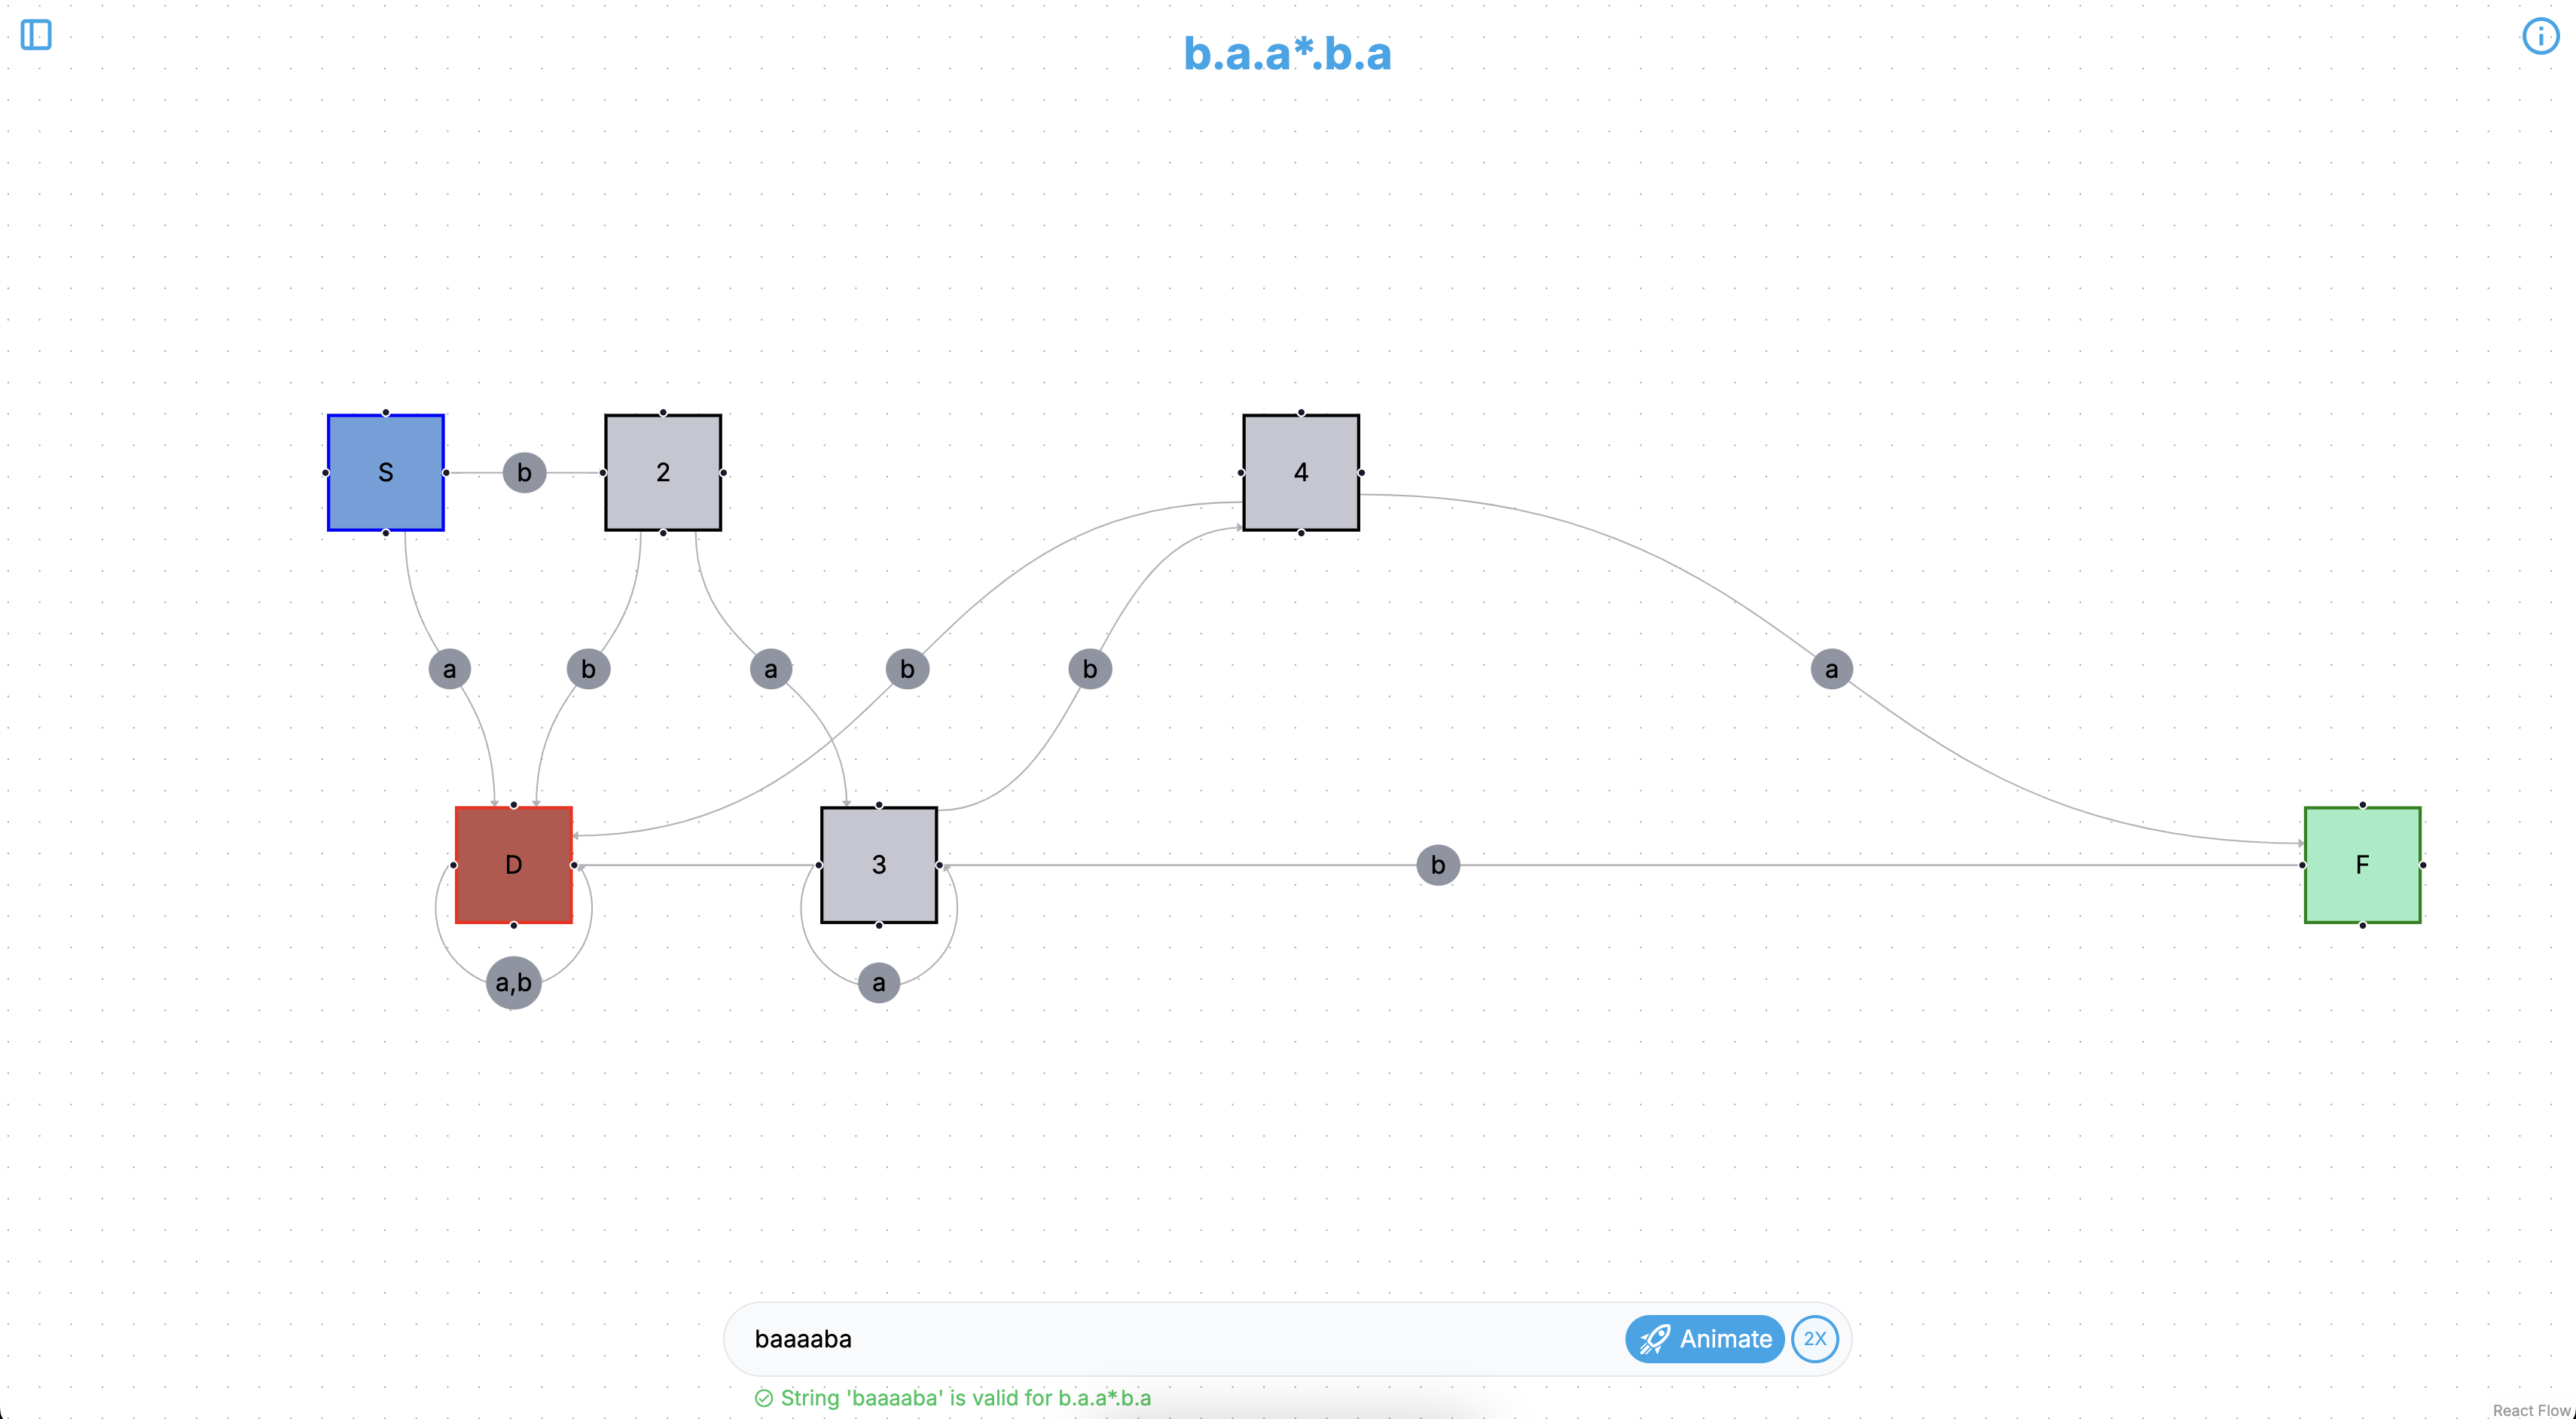 b.a.a*.b.a
S
b
2
4
a
b
a
b
b
a
D
3
b
F
a,b
a
baaaaba
Animate
2X
String 'baaaaba' is valid for b.a.a*.b.a
React Flow